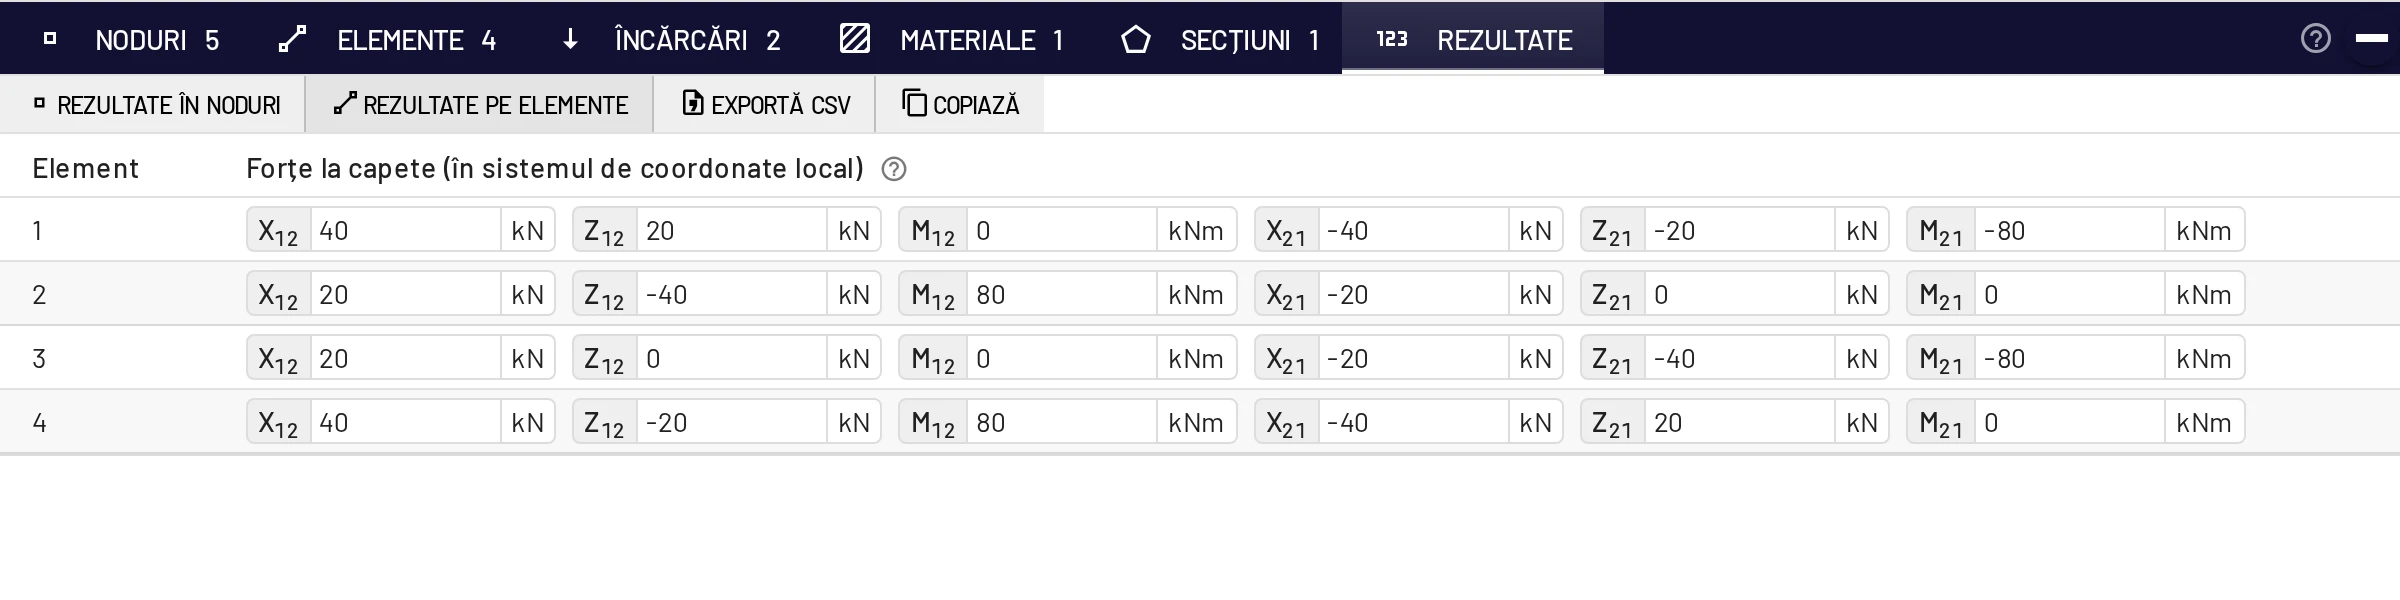 NODURI 5 ELEMENTE 4 ÎNCĂRCĂRI 2 MATERIALE 1 SECȚIUNI 1 123 REZULTATE
REZULTATE ÎN NODURI REZULTATE PE ELEMENTE EXPORTĂ CSV COPIAZĂ
Element Forțe la capete (în sistemul de coordonate local)
1 X12 40 kN Z12 20 kN M12 0 kNm X21 -40 kN Z21 -20 kN M21 -80 kNm
2 X12 20 kN Z12 -40 kN M12 80 kNm X21 -20 kN Z21 0 kN M21 0 kNm
3 X12 20 kN Z12 0 kN M12 0 kNm X21 -20 kN Z21 -40 kN M21 -80 kNm
4 X12 40 kN Z12 -20 kN M12 80 kNm X21 -40 kN Z21 20 kN M21 0 kNm